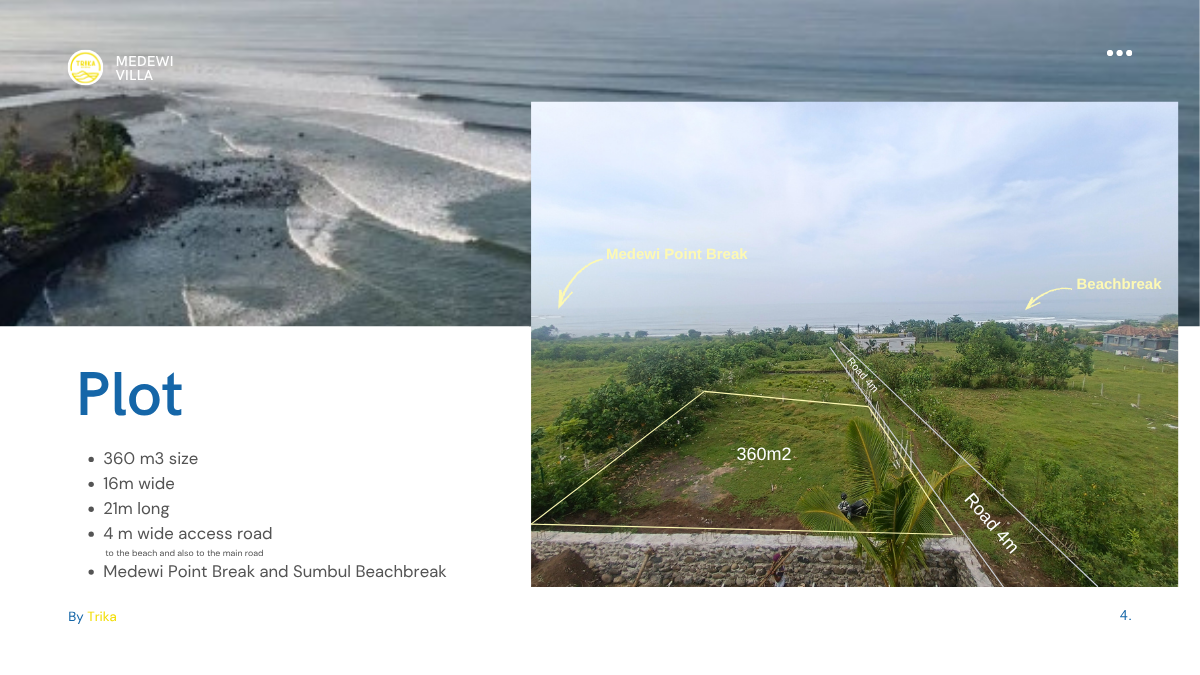 TRIKA
MEDEWI
VILLA
Medewi Point Break
Beachbreak
Road 4m
360m2
Road 4m
Plot
• 360 m3 size
• 16m wide
• 21m long
• 4 m wide access road
to the beach and also to the main road
• Medewi Point Break and Sumbul Beachbreak
By Trika
4.